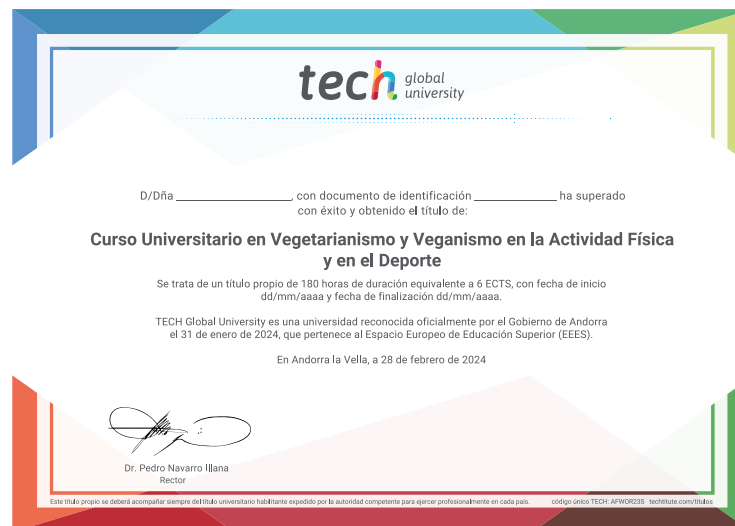 tech global
university
D/Dña ____________________, con documento de identificación ______________ ha superado
con éxito y obtenido el título de:
Curso Universitario en Vegetarianismo y Veganismo en la Actividad Física
y en el Deporte
Se trata de un título propio de 180 horas de duración equivalente a 6 ECTS, con fecha de inicio
dd/mm/aaaa y fecha de finalización dd/mm/aaaa.
TECH Global University es una universidad reconocida oficialmente por el Gobierno de Andorra
el 31 de enero de 2024, que pertenece al Espacio Europeo de Educación Superior (EEES).
En Andorra la Vella, a 28 de febrero de 2024
Dr. Pedro Navarro Illana
Rector
Este título propio se deberá acompañar siempre del título universitario habilitante expedido por la autoridad competente para ejercer profesionalmente en cada país. código único TECH: AFWOR23S techtitute.com/titulos